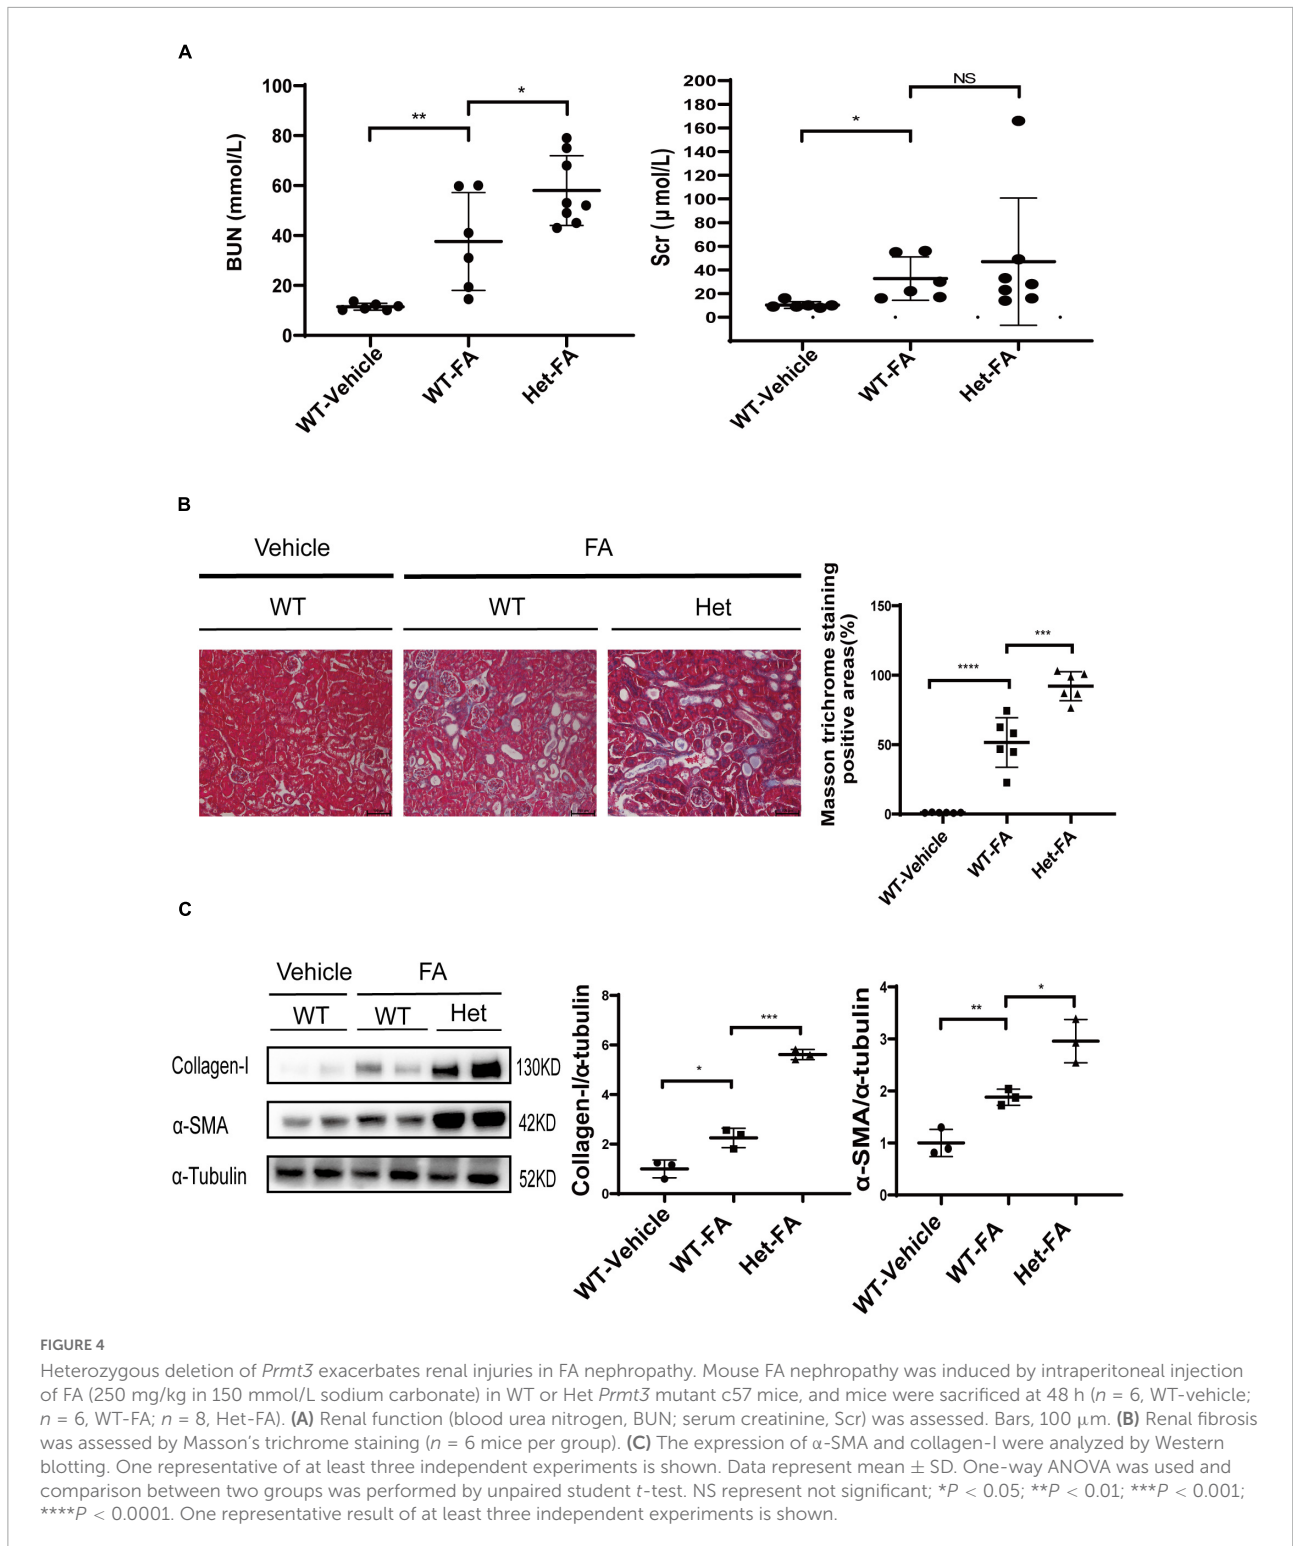 A
BUN (mmol/L)
100
80
60
40
20
0
**
*
WT-Vehicle
WT-FA
Het-FA
Scr (μmol/L)
200
180
160
140
120
100
80
60
40
20
0
*
NS
WT-Vehicle
WT-FA
Het-FA
B
Vehicle
FA
WT
WT
Het
Masson trichrome staining
positive areas(%)
150
100
50
0
****
***
WT-Vehicle
WT-FA
Het-FA
C
Vehicle
FA
WT
WT
Het
Collagen-I
130KD
α-SMA
42KD
α-Tubulin
52KD
Collagen-I/α-tubulin
8
6
4
2
0
*
***
WT-Vehicle
WT-FA
Het-FA
α-SMA/α-tubulin
4
3
2
1
0
**
*
WT-Vehicle
WT-FA
Het-FA
FIGURE 4
Heterozygous deletion of Prmt3 exacerbates renal injuries in FA nephropathy. Mouse FA nephropathy was induced by intraperitoneal injection
of FA (250 mg/kg in 150 mmol/L sodium carbonate) in WT or Het Prmt3 mutant c57 mice, and mice were sacrificed at 48 h (n = 6, WT-vehicle;
n = 6, WT-FA; n = 8, Het-FA). (A) Renal function (blood urea nitrogen, BUN; serum creatinine, Scr) was assessed. Bars, 100 μm. (B) Renal fibrosis
was assessed by Masson's trichrome staining (n = 6 mice per group). (C) The expression of α-SMA and collagen-I were analyzed by Western
blotting. One representative of at least three independent experiments is shown. Data represent mean ± SD. One-way ANOVA was used and
comparison between two groups was performed by unpaired student t-test. NS represent not significant; *P < 0.05; **P < 0.01; ***P < 0.001;
****P < 0.0001. One representative result of at least three independent experiments is shown.